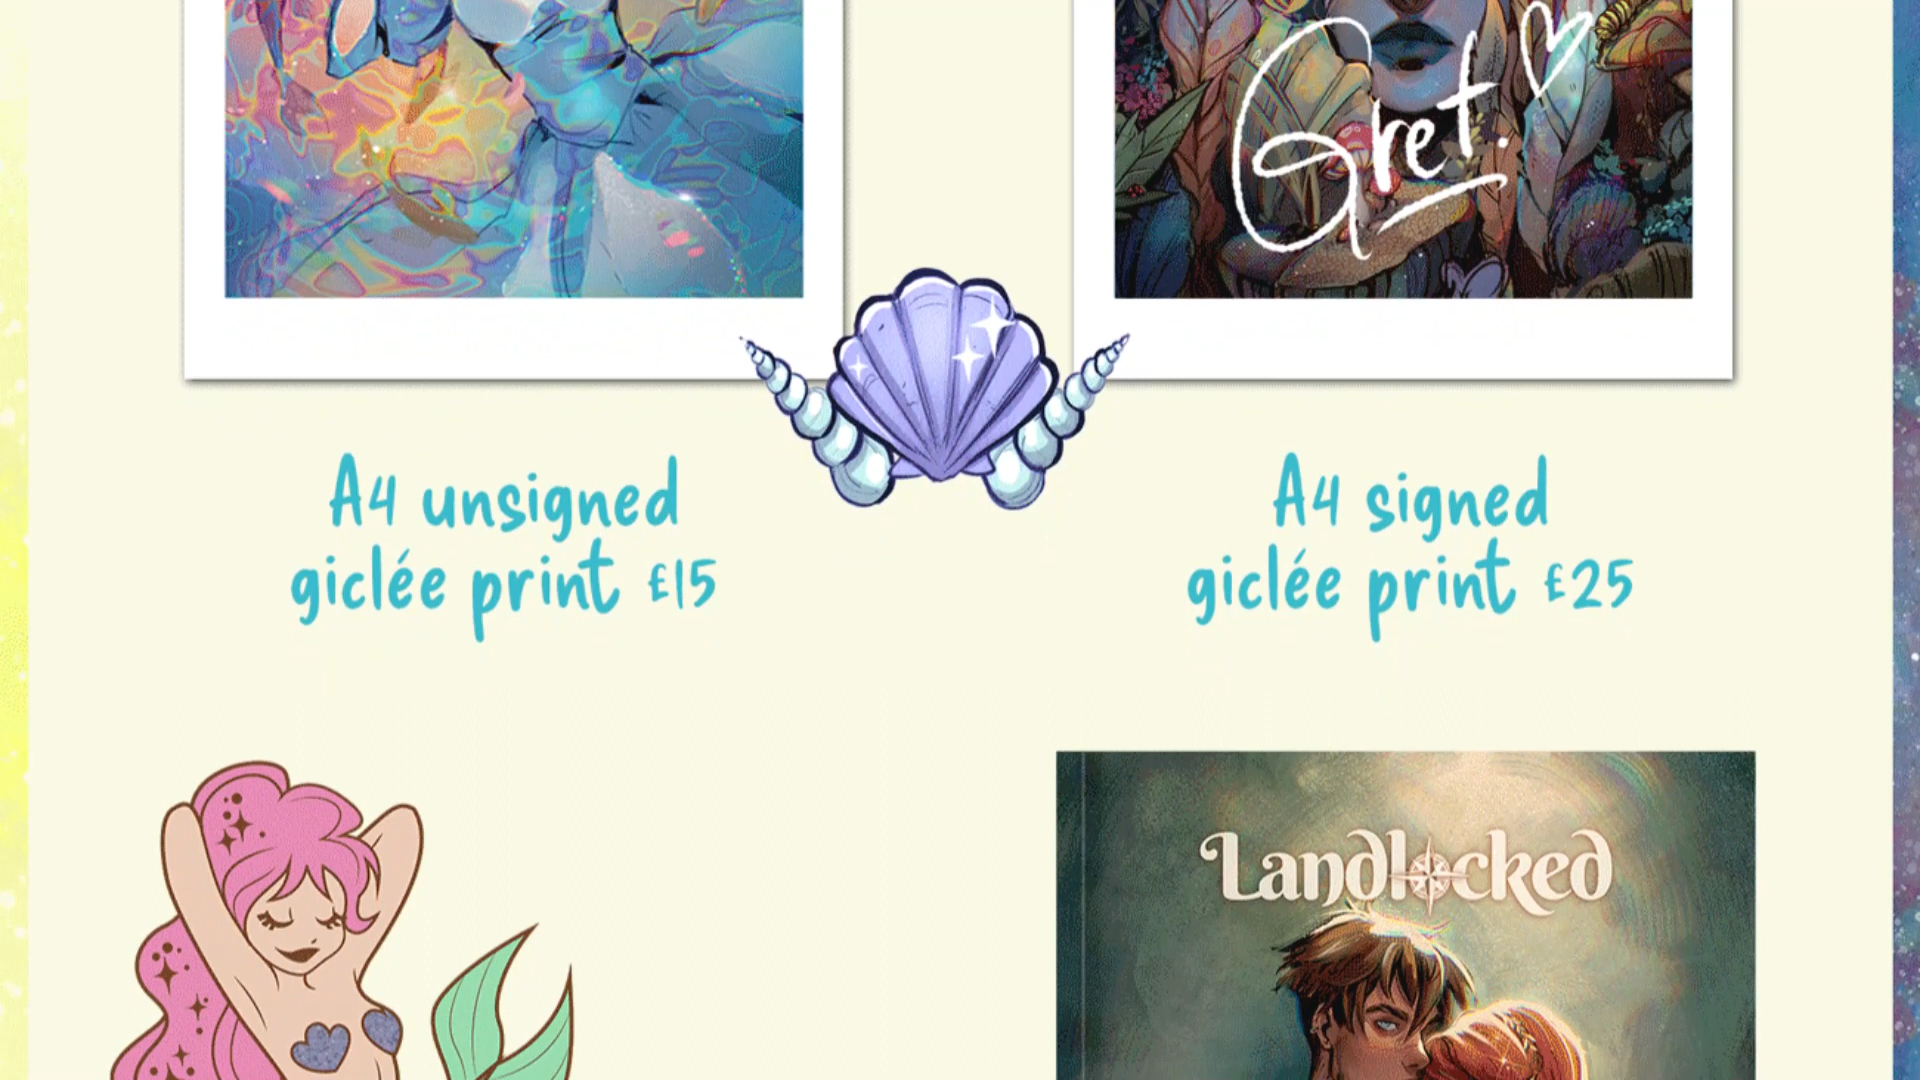 Gret.
A4 unsigned
giclée print £15
A4 signed
giclée print £25
Landlocked